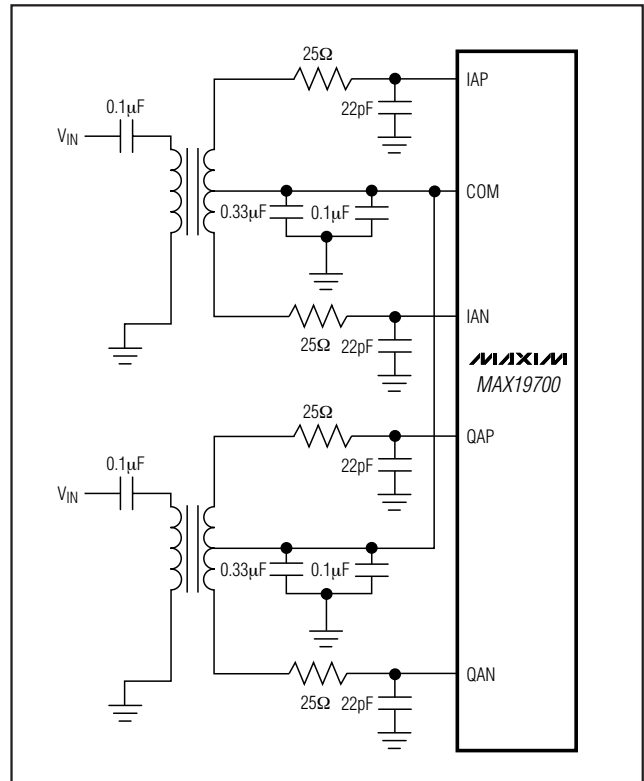 25Ω
IAP
0.1µF
22pF
VIN
COM
0.33µF
0.1µF
IAN
25Ω
22pF
MAXIM
MAX19700
25Ω
QAP
0.1µF
22pF
VIN
0.33µF
0.1µF
QAN
25Ω
22pF